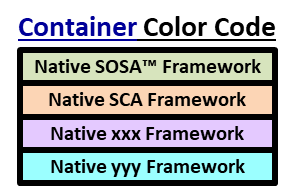 Container Color Code
Native SOSA™ Framework
Native SCA Framework
Native xxx Framework
Native yyy Framework